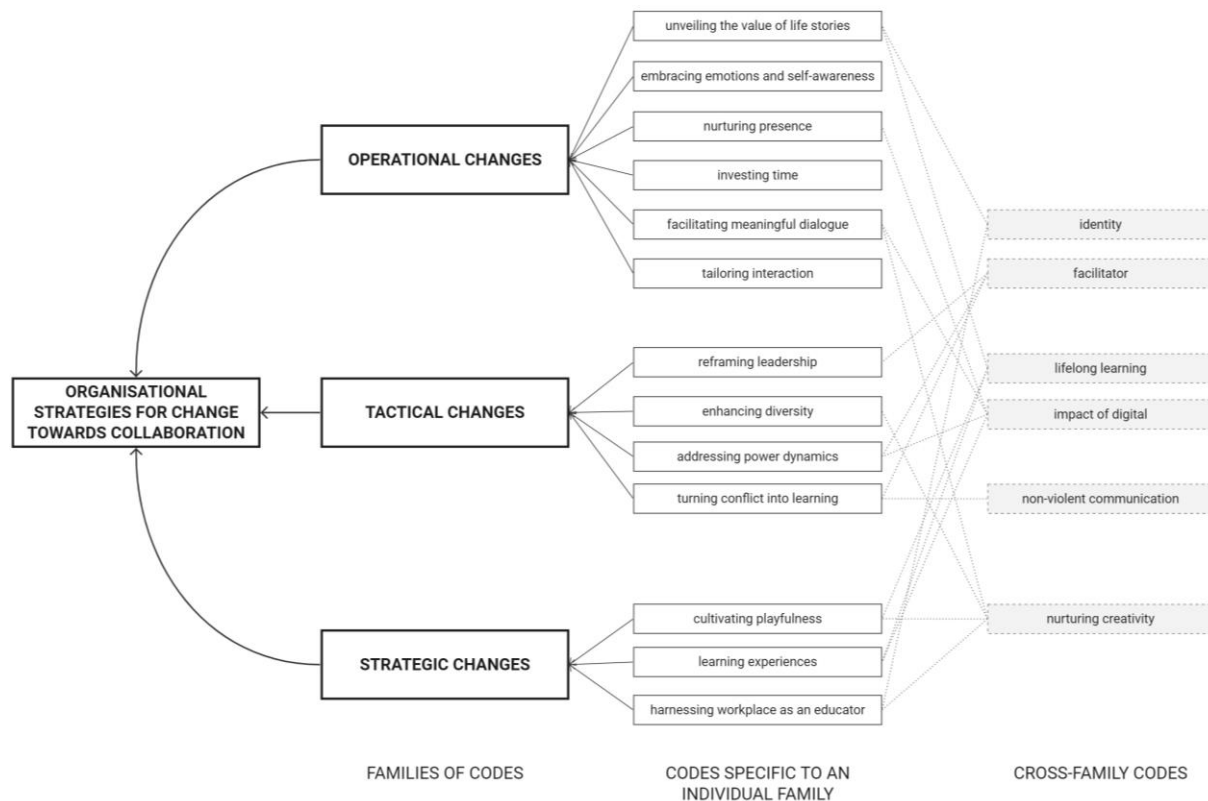 unveiling the value of life stories
embracing emotions and self-awareness
nurturing presence
OPERATIONAL CHANGES
investing time
facilitating meaningful dialogue
identity
tailoring interaction
facilitator
reframing leadership
lifelong learning
ORGANISATIONAL
STRATEGIES FOR CHANGE
TOWARDS COLLABORATION
TACTICAL CHANGES
enhancing diversity
impact of digital
addressing power dynamics
turning conflict into learning
non-violent communication
cultivating playfulness
nurturing creativity
STRATEGIC CHANGES
learning experiences
harnessing workplace as an educator
FAMILIES OF CODES
CODES SPECIFIC TO AN
INDIVIDUAL FAMILY
CROSS-FAMILY CODES